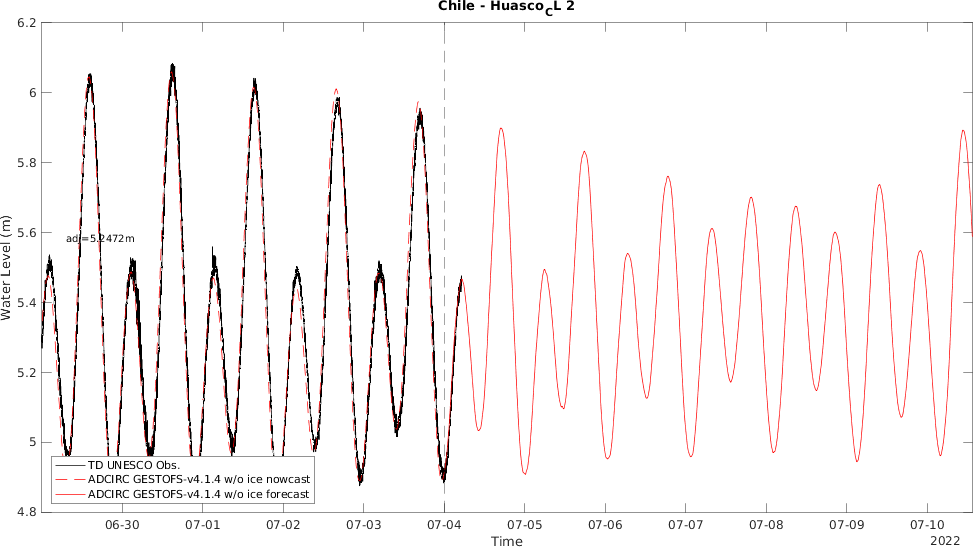 Chile - Huasco_CL 2
6.2
6
5.8
5.6
5.4
5.2
5
4.8
Water Level (m)
adj=5.2472m
TD UNESCO Obs.
ADCIRC GESTOFS-v4.1.4 w/o ice nowcast
ADCIRC GESTOFS-v4.1.4 w/o ice forecast
06-30 07-01 07-02 07-03 07-04 07-05 07-06 07-07 07-08 07-09 07-10
Time
2022